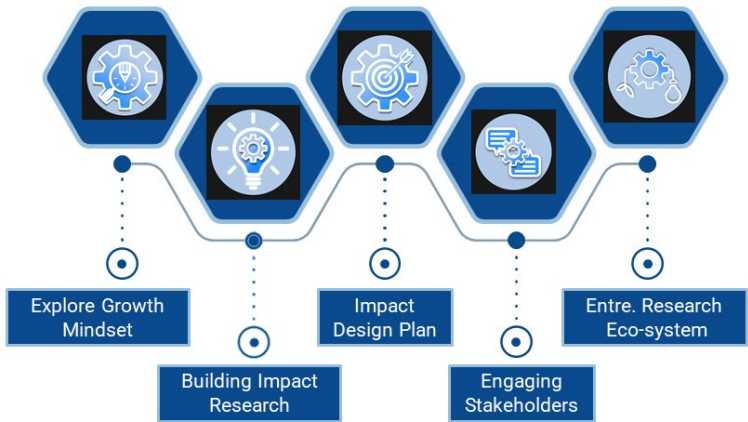 Explore Growth
Mindset
Building Impact
Research
Impact
Design Plan
Engaging
Stakeholders
Entre. Research
Eco-system